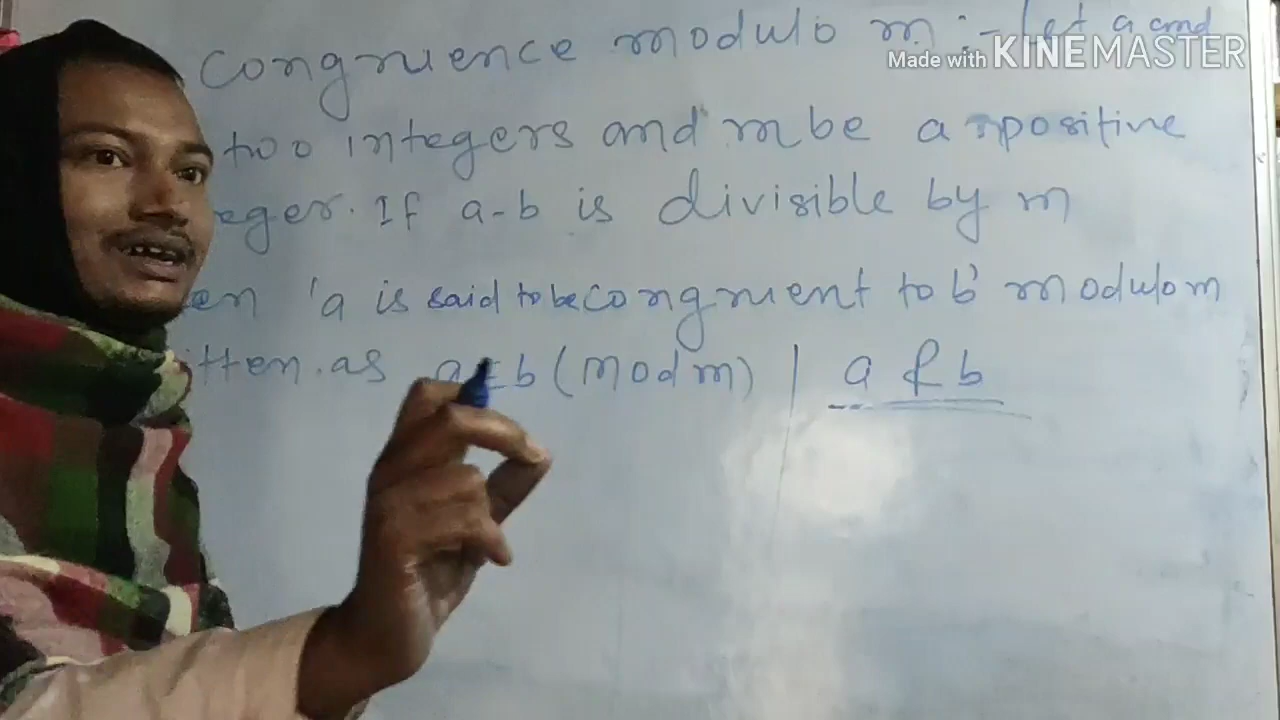 Congruence modulo m :- Let a and
Made with KINEMASTER
two integers and m be a positive
eger. If a-b is divisible by m
en 'a is said to be congruent to b' modulo m
itten as a ≡ b (mod m) | a R b